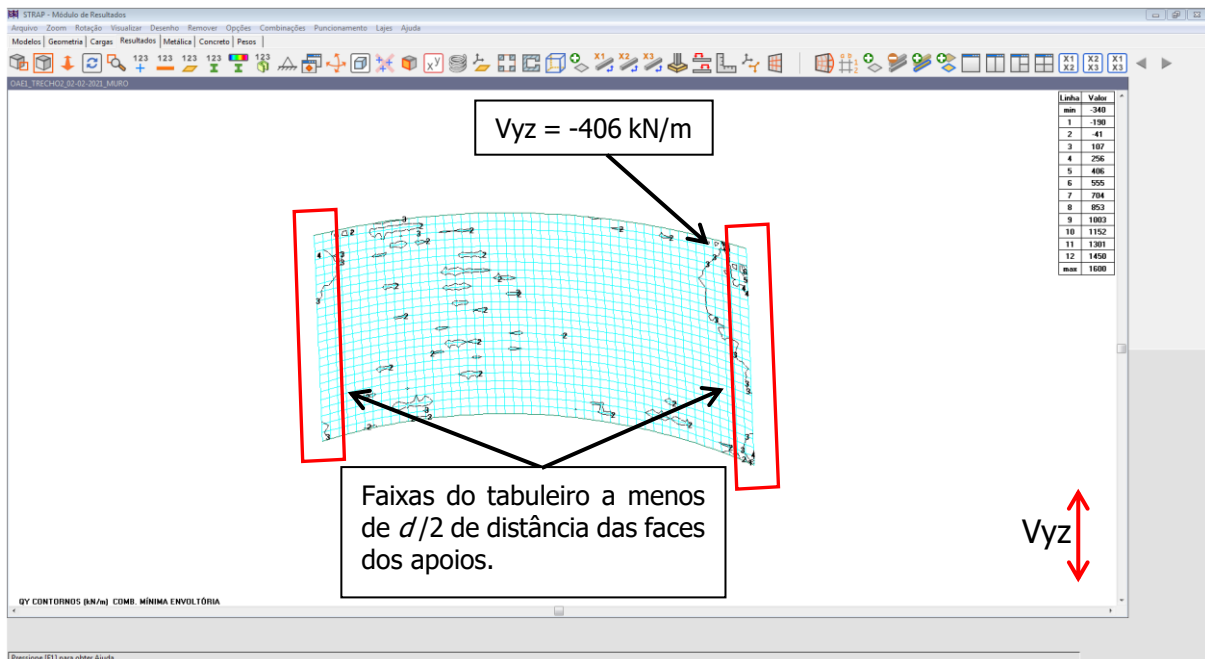 STRAP - Módulo de Resultados
Arquivo Zoom Rotação Visualizar Desenho Remover Opções Combinações Puncionamento Lajes Ajuda
Modelos Geometria Cargas Resultados Metálica Concreto Pesos
OAE1_TRECHO2_02-02-2021_MURO
Linha Valor
min -340
1 -190
2 -41
3 107
4 256
5 406
6 555
7 704
8 853
9 1003
10 1152
11 1301
12 1450
max 1600
Vyz = -406 kN/m
Faixas do tabuleiro a menos
de d/2 de distância das faces
dos apoios.
Vyz
QY CONTORNOS (kN/m) COMB. MÍNIMA ENVOLTÓRIA
Pressione [F1] para obter Ajuda